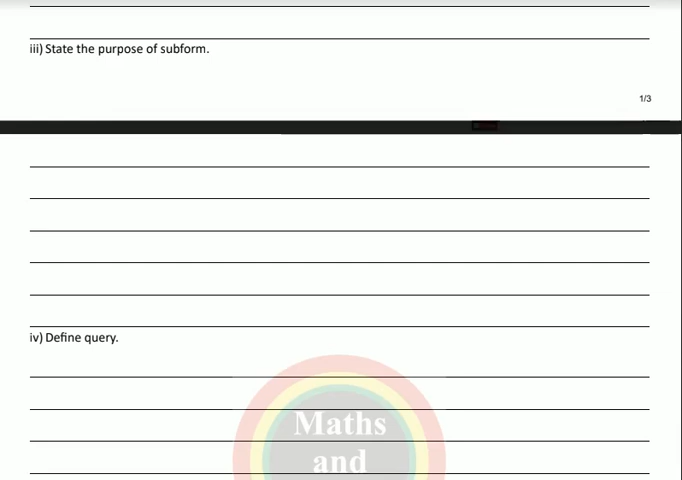 iii) State the purpose of subform.
1/3
iv) Define query.
Maths
and